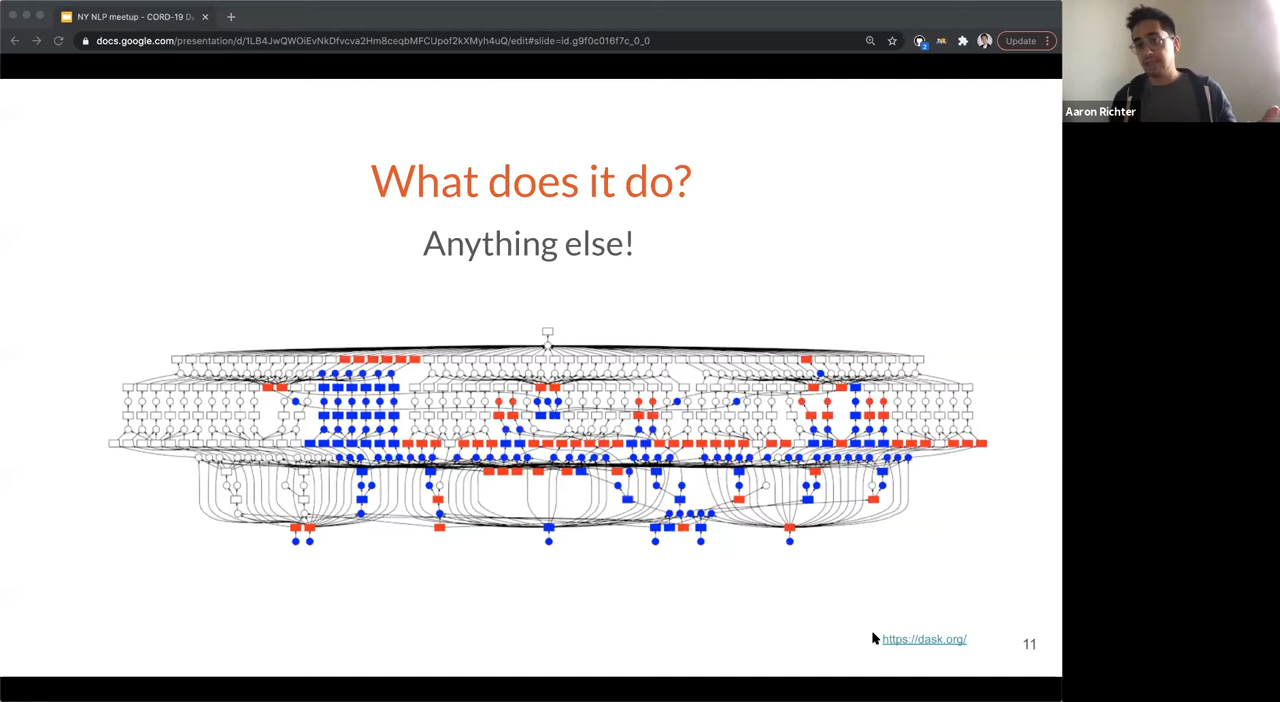 NY NLP meetup - CORD-19 D
docs.google.com/presentation/d/1LB4JwQWOiEvNkDfvcva2Hm8ceqbMFCUpof2kXMyh4uQ/edit#slide=id.g9f0c016f7c_0_0
2
Update
Aaron Richter
What does it do?
Anything else!
https://dask.org/
11